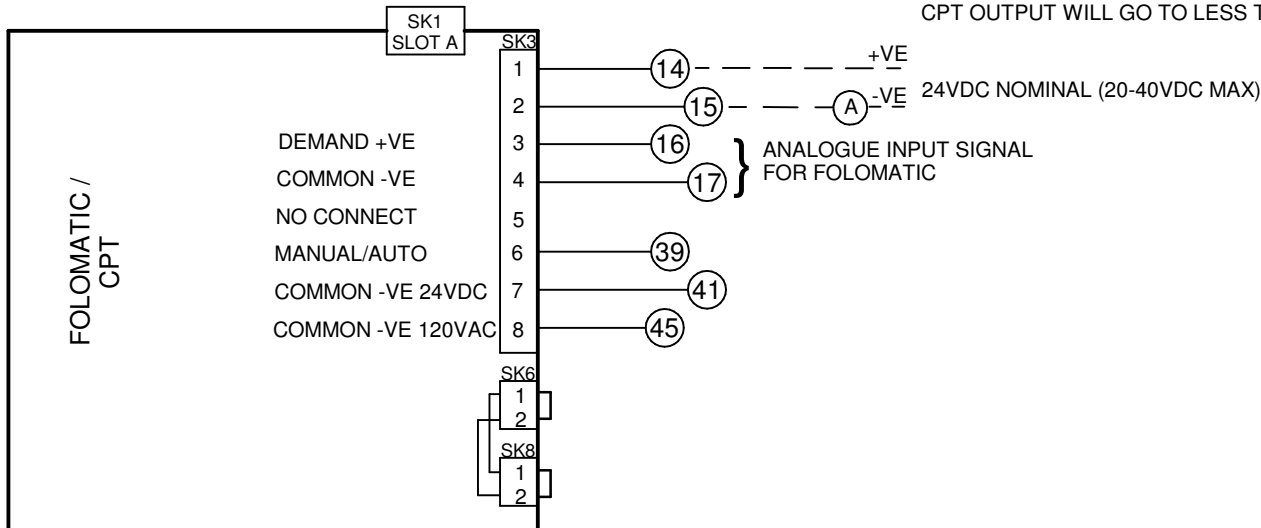 CPT OUTPUT WILL GO TO LESS T
SK1
SLOT A
SK3
1
14
+VE
2
15
A
-VE
24VDC NOMINAL (20-40VDC MAX)
DEMAND +VE
3
16
ANALOGUE INPUT SIGNAL
FOR FOLOMATIC
COMMON -VE
4
17
NO CONNECT
5
MANUAL/AUTO
6
39
COMMON -VE 24VDC
7
41
COMMON -VE 120VAC
8
45
FOLOMATIC /
CPT
SK6
1
2
SK8
1
2